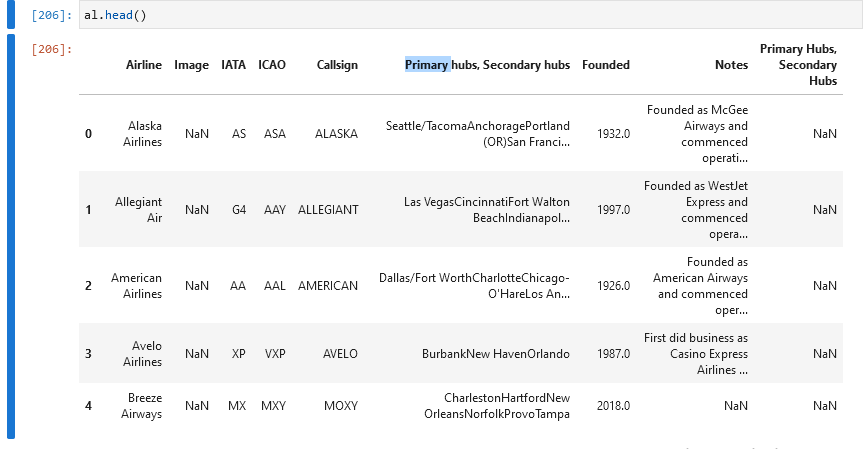 [206]: al.head()
[206]:
Airline Image IATA ICAO Callsign Primary hubs, Secondary hubs Founded Notes Primary Hubs, Secondary Hubs
0 Alaska Airlines NaN AS ASA ALASKA Seattle/TacomaAnchoragePortland (OR)San Franci... 1932.0 Founded as McGee Airways and commenced operati... NaN
1 Allegiant Air NaN G4 AAY ALLEGIANT Las VegasCincinnatiFort Walton BeachIndianapol... 1997.0 Founded as WestJet Express and commenced opera... NaN
2 American Airlines NaN AA AAL AMERICAN Dallas/Fort WorthCharlotteChicago-O'HareLos An... 1926.0 Founded as American Airways and commenced oper... NaN
3 Avelo Airlines NaN XP VXP AVELO BurbankNew HavenOrlando 1987.0 First did business as Casino Express Airlines ... NaN
4 Breeze Airways NaN MX MXY MOXY CharlestonHartfordNew OrleansNorfolkProvoTampa 2018.0 NaN NaN